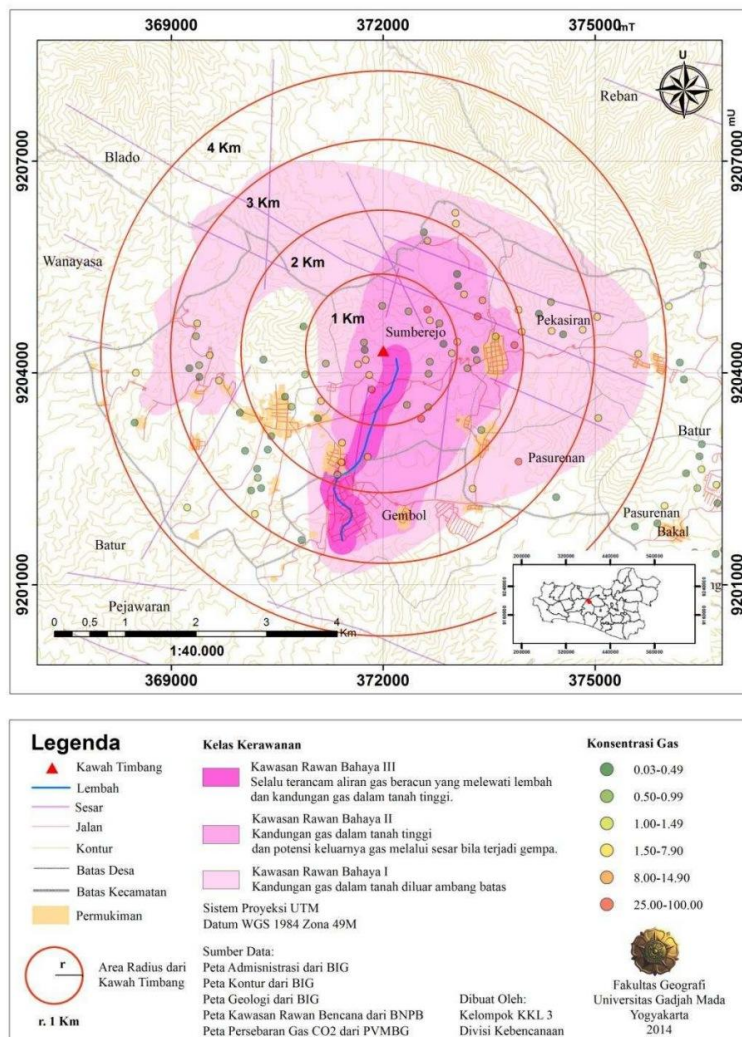 369000 372000 375000 mT
U
Reban
mU
9207000 9207000
4 Km
Blado
3 Km
Wanayasa
2 Km
1 Km
Sumberejo
Pekasiran
9204000 9204000
Batur
Pasurenan
Gembol
Pasurenan
Bakal
Batur
9201000 9201000
Pejawaran
0 0.5 1 2 3 4
Km
1:40.000
369000 372000 375000
Legenda
Kawah Timbang
Lembah
Sesar
Jalan
Kontur
Batas Desa
Batas Kecamatan
Permukiman
r
Area Radius dari
Kawah Timbang
r. 1 Km
Kelas Kerawanan
Kawasan Rawan Bahaya III
Selalu terancam aliran gas beracun yang melewati lembah
dan kandungan gas dalam tanah tinggi.
Kawasan Rawan Bahaya II
Kandungan gas dalam tanah tinggi
dan potensi keluarnya gas melalui sesar bila terjadi gempa.
Kawasan Rawan Bahaya I
Kandungan gas dalam tanah diluar ambang batas
Sistem Proyeksi UTM
Datum WGS 1984 Zona 49M
Sumber Data:
Peta Admisnistrasi dari BIG
Peta Kontur dari BIG
Peta Geologi dari BIG
Peta Kawasan Rawan Bencana dari BNPB
Peta Persebaran Gas CO2 dari PVMBG
Dibuat Oleh:
Kelompok KKL 3
Divisi Kebencanaan
Konsentrasi Gas
0.03-0.49
0.50-0.99
1.00-1.49
1.50-7.90
8.00-14.90
25.00-100.00
Fakultas Geografi
Universitas Gadjah Mada
Yogyakarta
2014